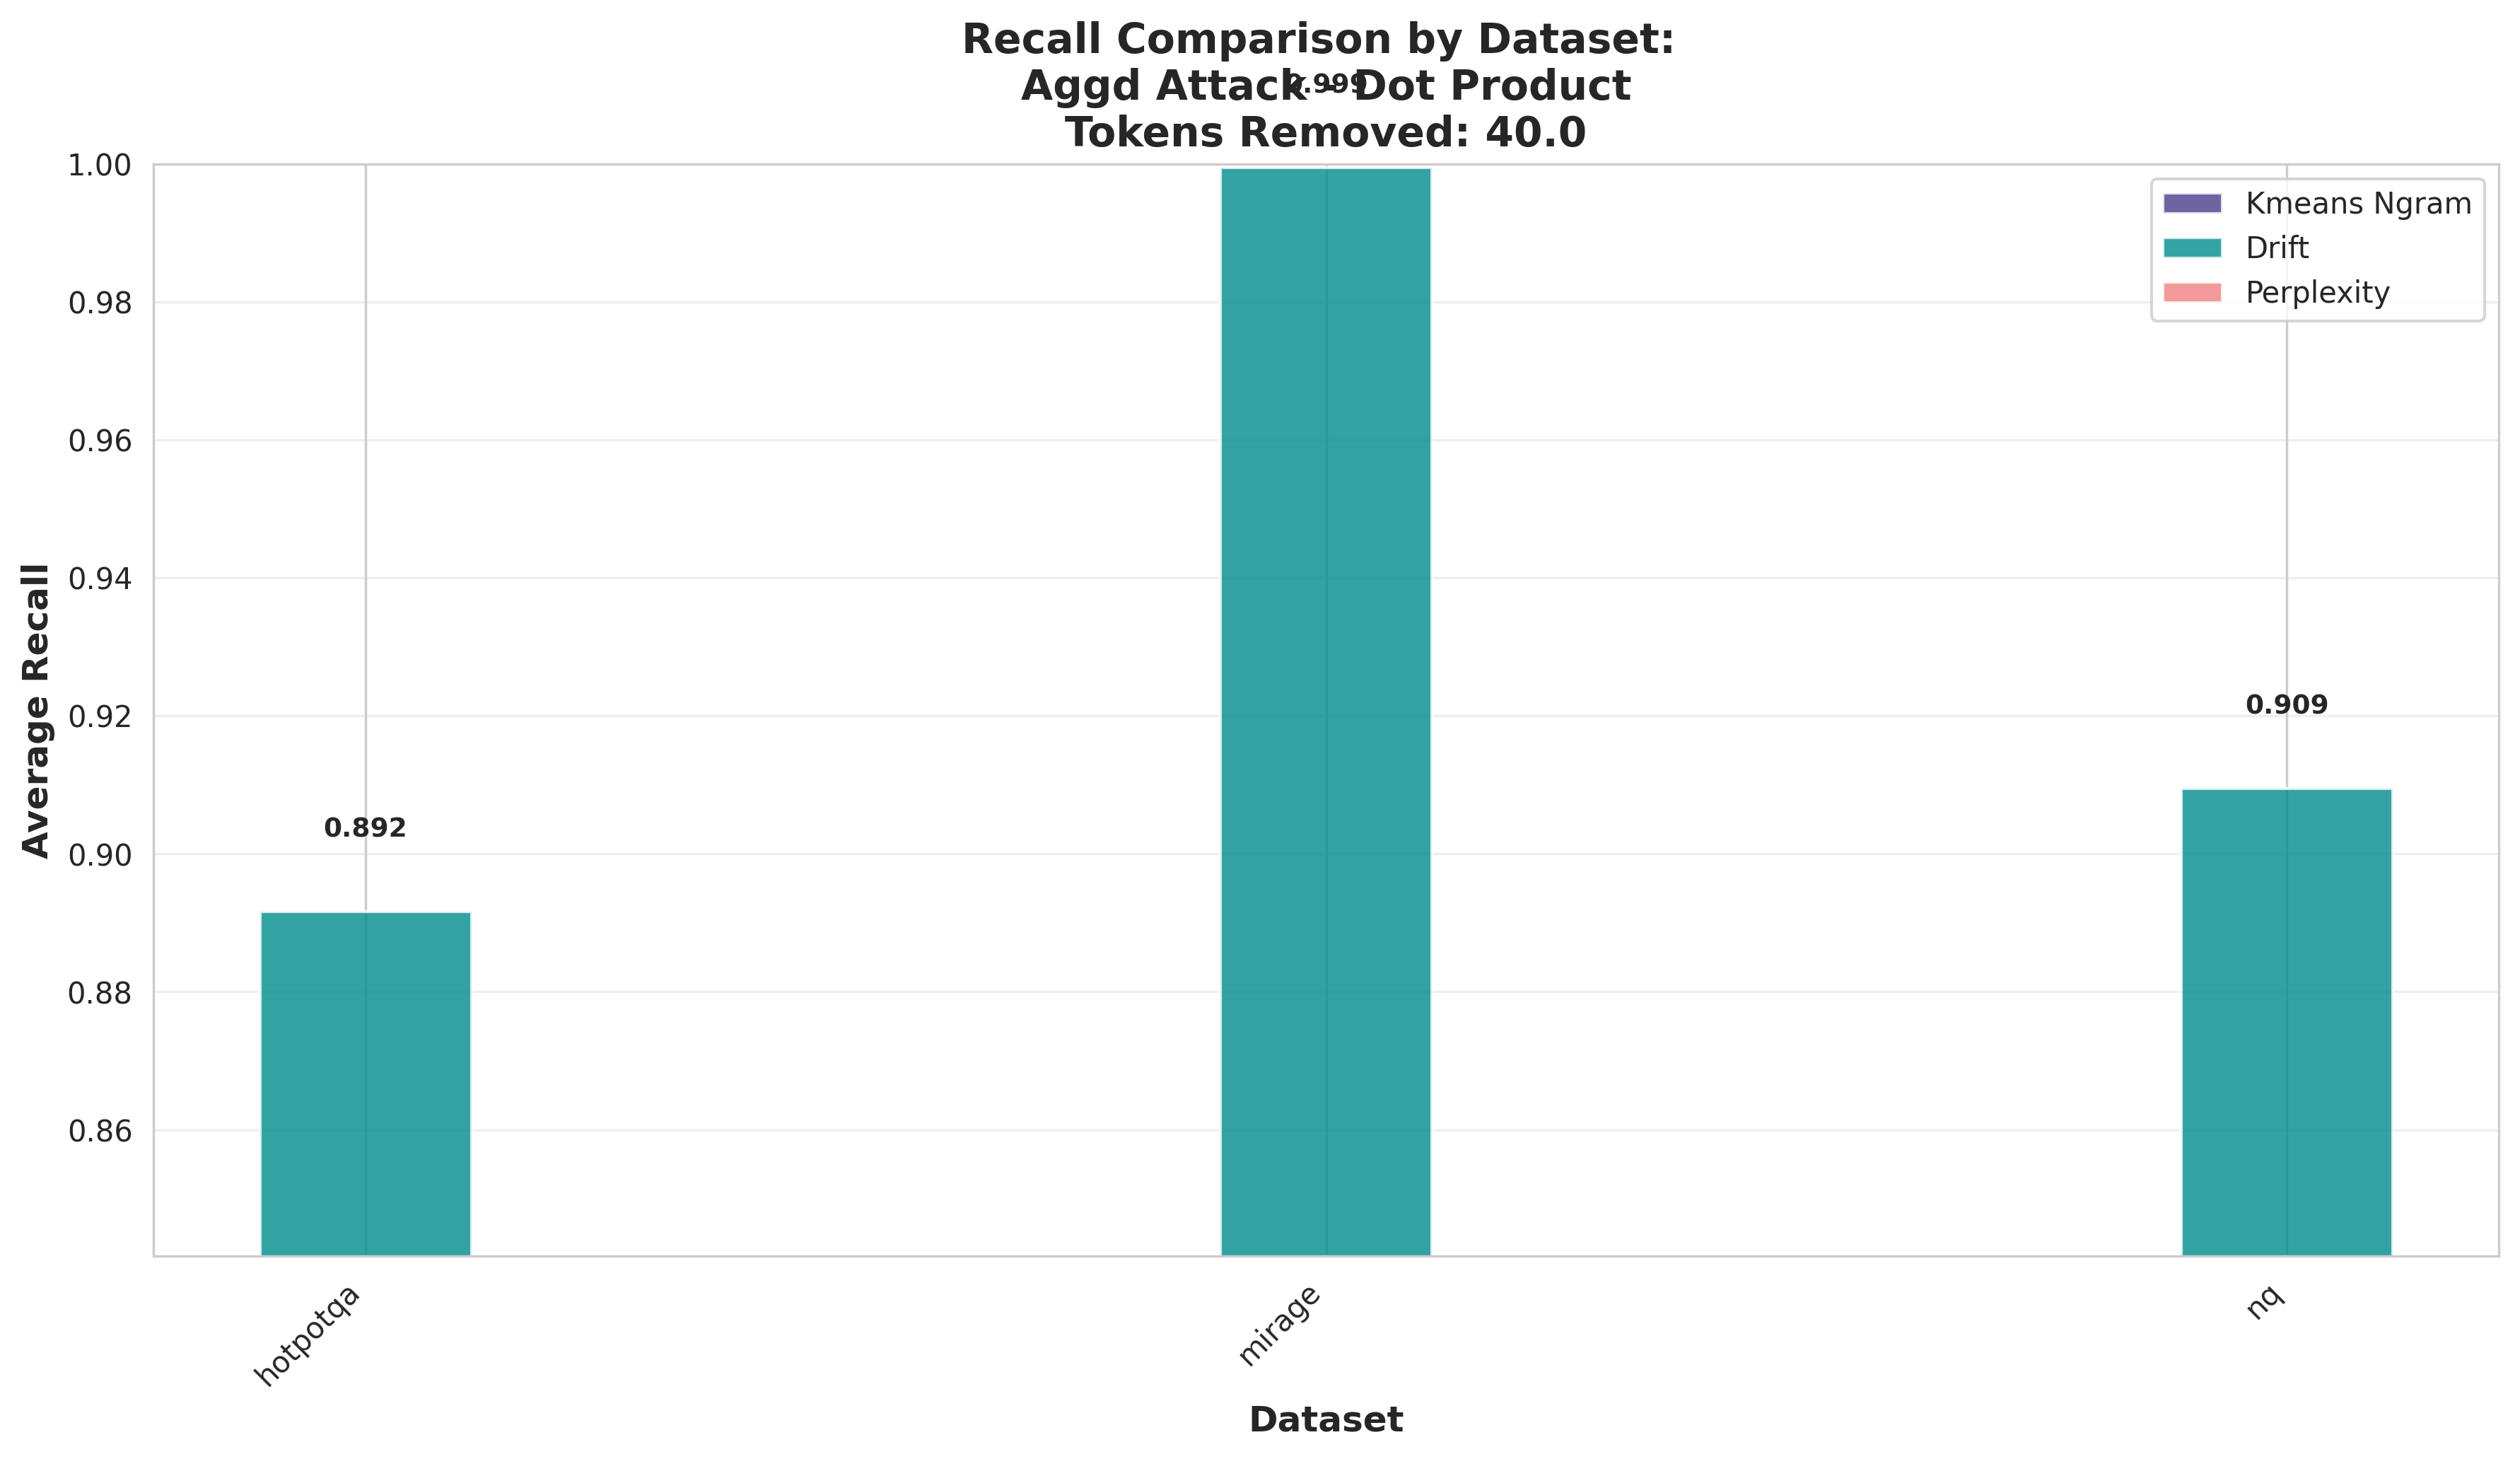 Recall Comparison by Dataset:
Aggd Attack - Dot Product
0.999
Tokens Removed: 40.0
1.00
0.98
0.96
0.94
0.92
0.90
0.88
0.86
Average Recall
Kmeans Ngram
Drift
Perplexity
0.892
0.909
hotpotqa
mirage
nq
Dataset